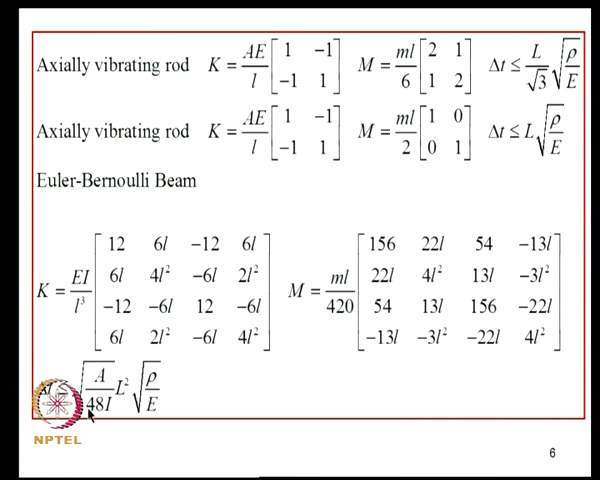 Axially vibrating rod K = AE/l [1 −1; −1 1] M = ml/6 [2 1; 1 2] Δt ≤ L/√3 √(ρ/E)
Axially vibrating rod K = AE/l [1 −1; −1 1] M = ml/2 [1 0; 0 1] Δt ≤ L √(ρ/E)
Euler-Bernoulli Beam
K = EI/l³ [12 6l −12 6l; 6l 4l² −6l 2l²; −12 −6l 12 −6l; 6l 2l² −6l 4l²] M = ml/420 [156 22l 54 −13l; 22l 4l² 13l −3l²; 54 13l 156 −22l; −13l −3l² −22l 4l²]
√(A/48I) L² √(ρ/E)
NPTEL
6